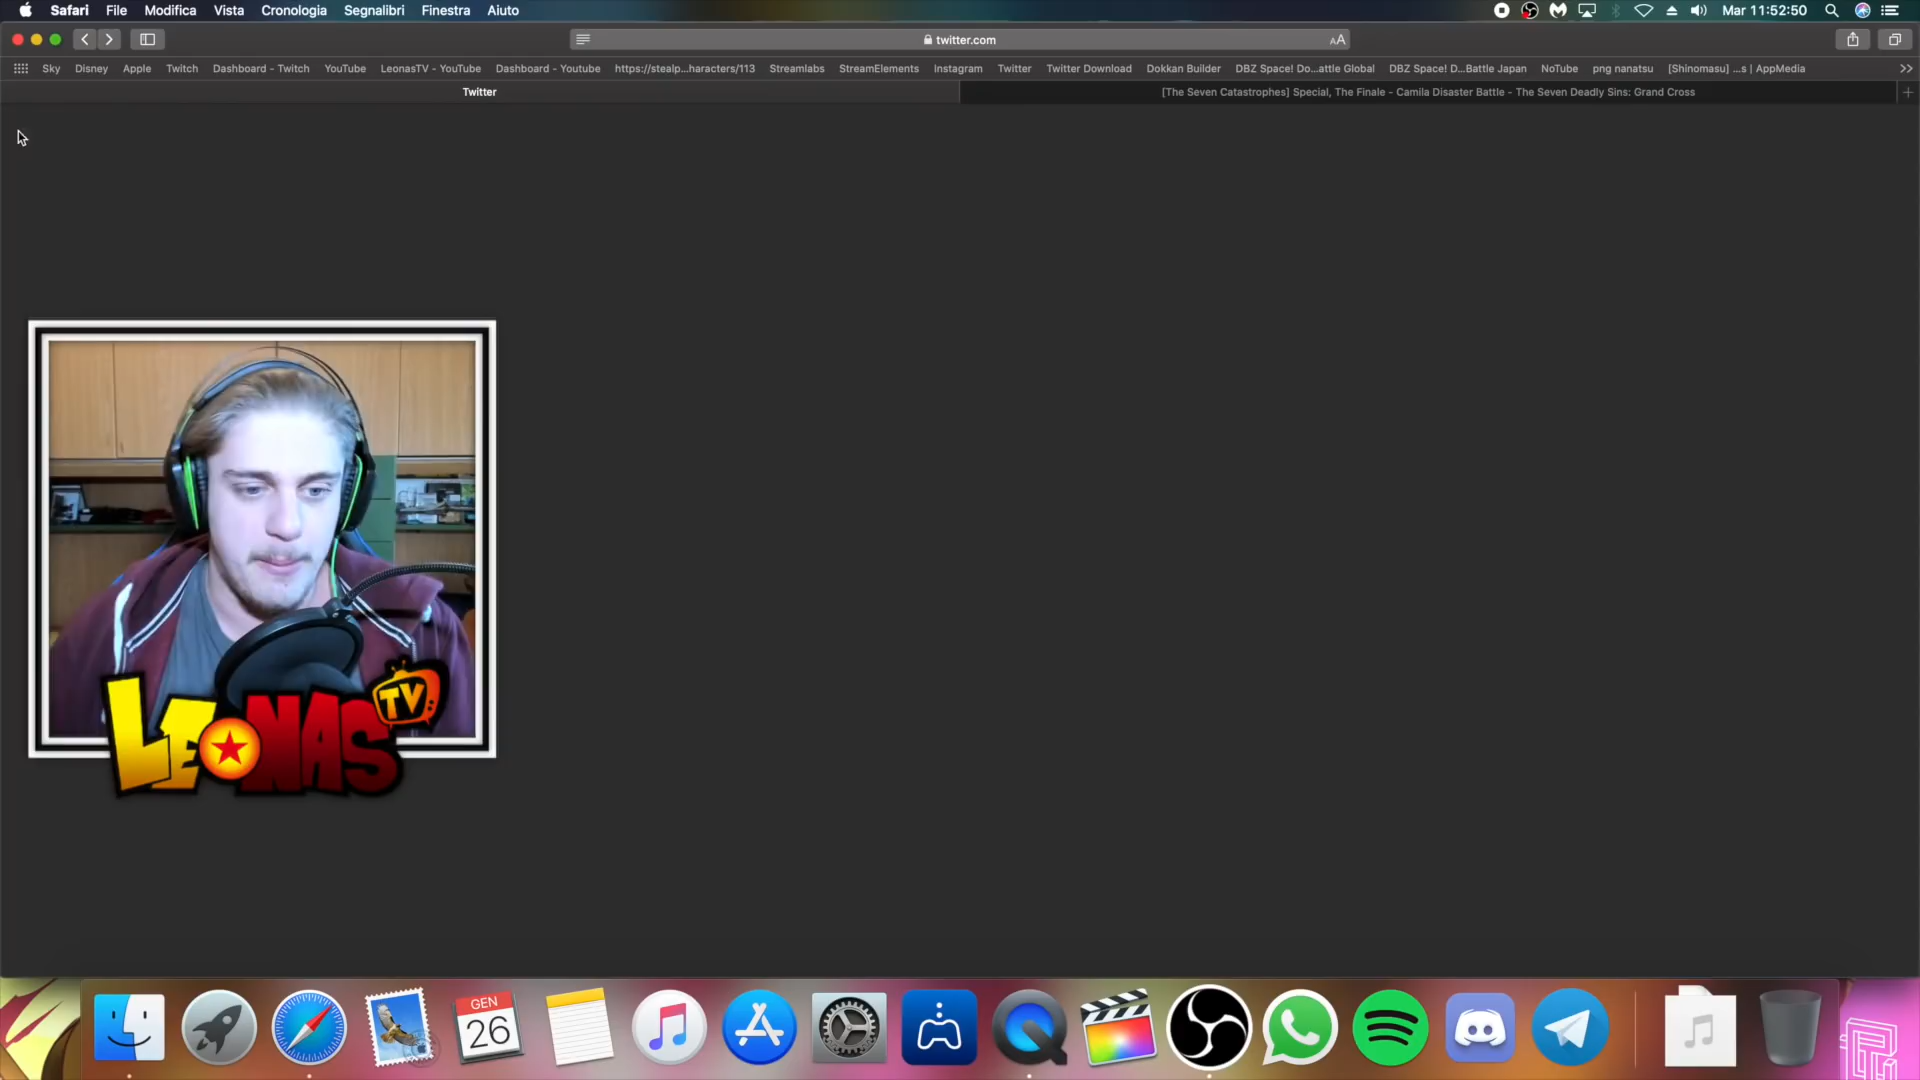 Safari File Modifica Vista Cronologia Segnalibri Finestra Aiuto Mar 11:52:50
twitter.com AA
Sky Disney Apple Twitch Dashboard - Twitch YouTube LeonasTV - YouTube Dashboard - Youtube https://stealp...haracters/113 Streamlabs StreamElements Instagram Twitter Twitter Download Dokkan Builder DBZ Space! Do...attle Global DBZ Space! D...Battle Japan NoTube png nanatsu [Shinomasu] ...s | AppMedia >>
Twitter [The Seven Catastrophes] Special, The Finale - Camila Disaster Battle - The Seven Deadly Sins: Grand Cross +
LEONAS TV
GEN
26